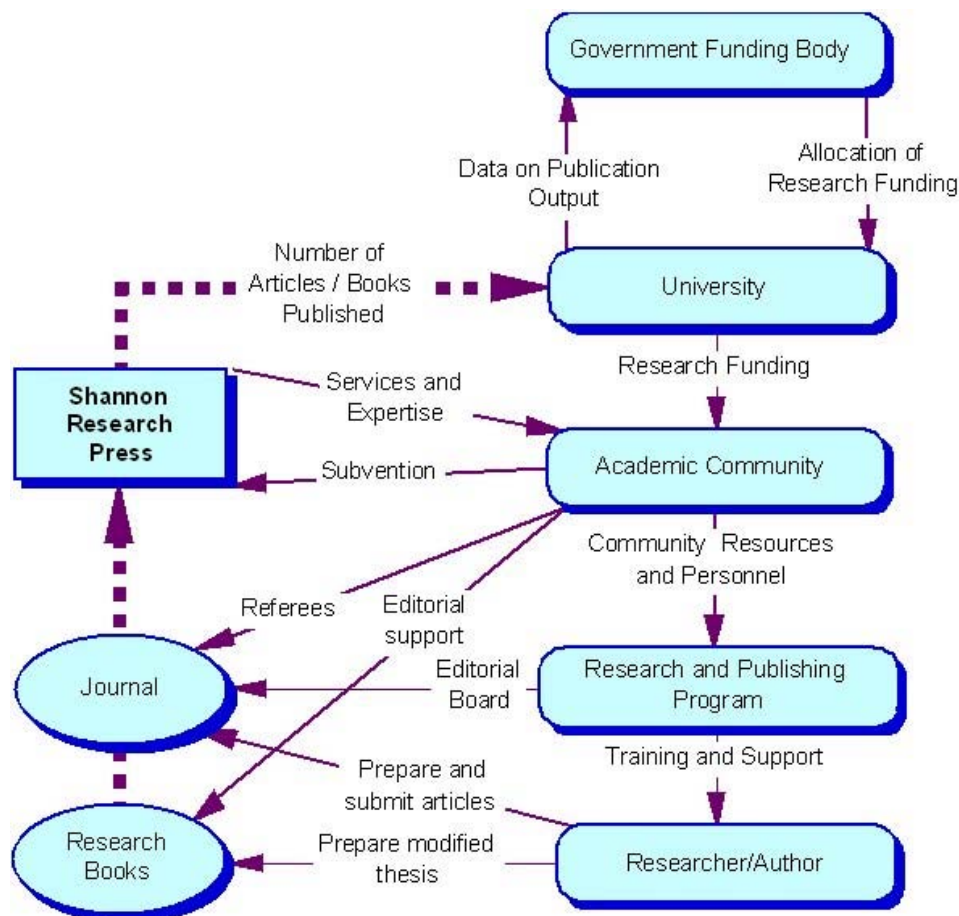 Government Funding Body
Data on Publication
Output
Allocation of
Research Funding
Number of
Articles / Books
Published
University
Research Funding
Shannon
Research
Press
Services and
Expertise
Subvention
Academic Community
Community Resources
and Personnel
Referees
Editorial
support
Journal
Editorial
Board
Research and Publishing
Program
Training and Support
Prepare and
submit articles
Research
Books
Prepare modified
thesis
Researcher/Author